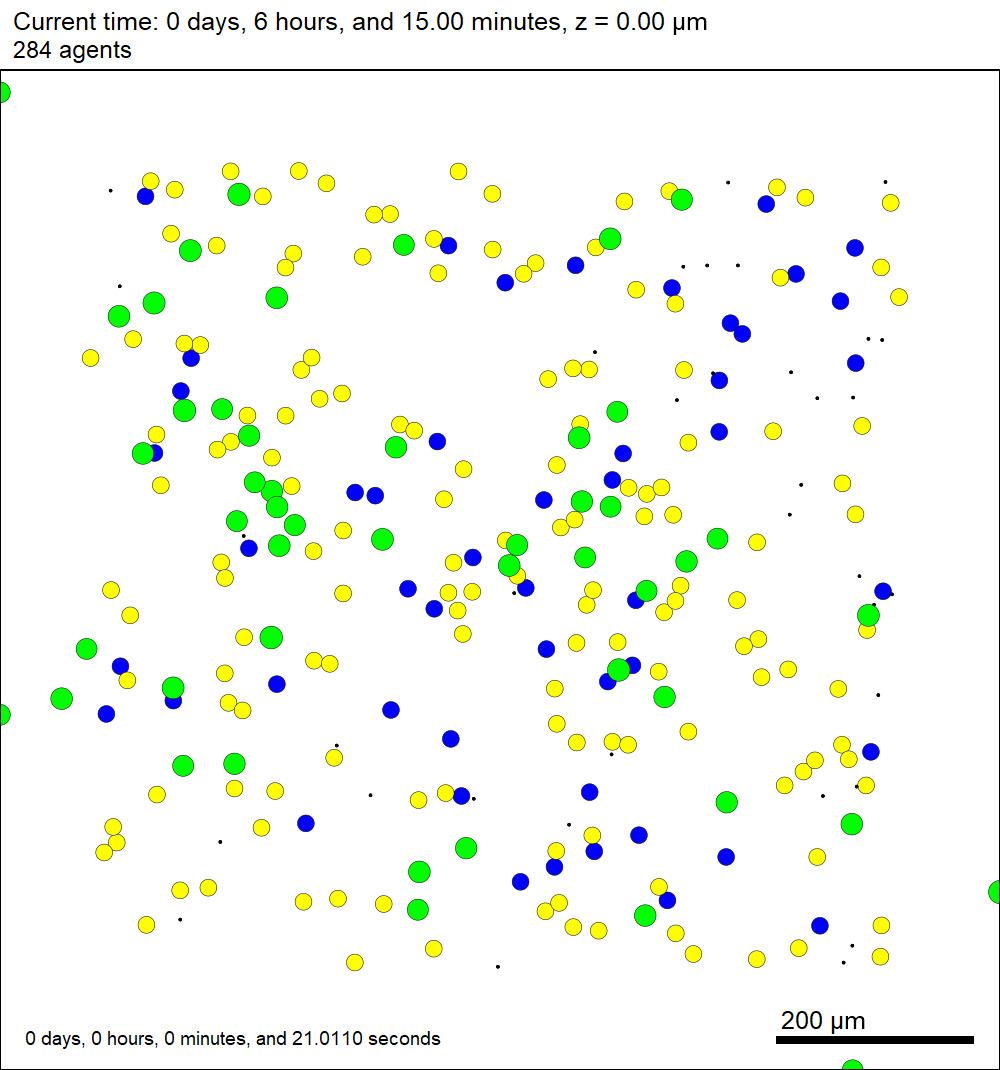 Current time: 0 days, 6 hours, and 15.00 minutes, z = 0.00 µm
284 agents
200 µm
0 days, 0 hours, 0 minutes, and 21.0110 seconds